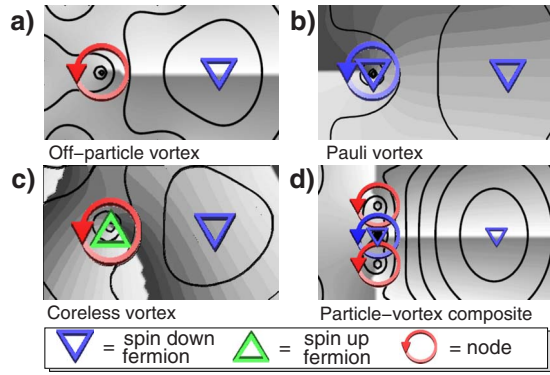 a)
b)
Off-particle vortex
Pauli vortex
c)
d)
Coreless vortex
Particle-vortex composite
= spin down fermion
= spin up fermion
= node